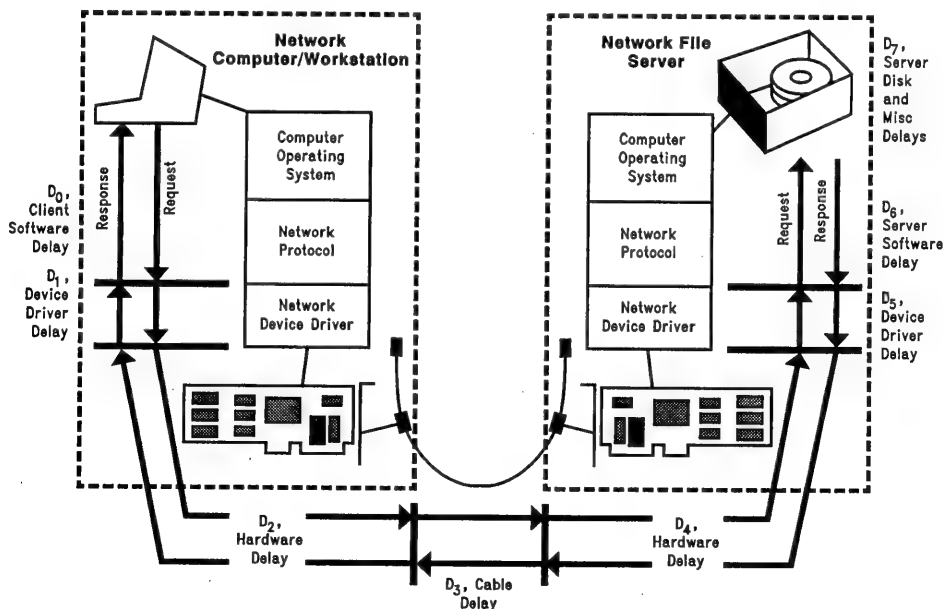 Network
Computer/Workstation
Network File
Server
D7,
Server
Disk
and
Misc
Delays
Computer
Operating
System
Network
Protocol
Network
Device Driver
Computer
Operating
System
Network
Protocol
Network
Device Driver
D0,
Client
Software
Delay
Response
Request
D1,
Device
Driver
Delay
Request
Response
D6,
Server
Software
Delay
D5,
Device
Driver
Delay
D2,
Hardware
Delay
D4,
Hardware
Delay
D3, Cable
Delay